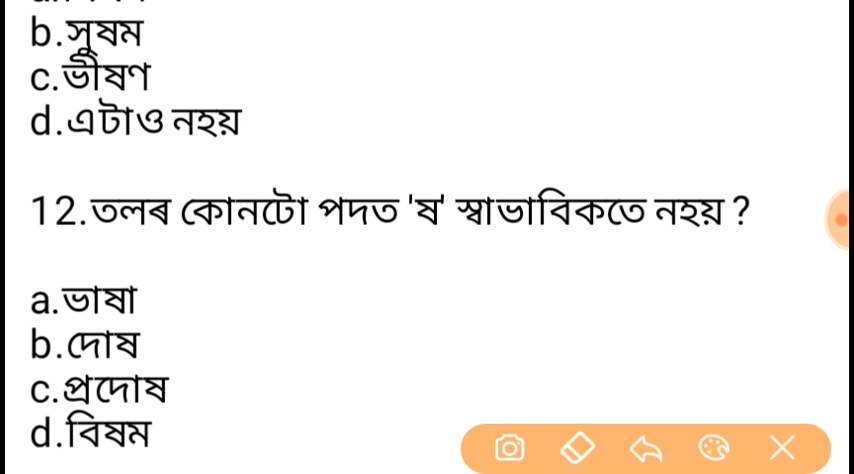 b.সুষম
c.ভীষণ
d.এটাও নহয়
12.তলৰ কোনটো পদত 'ষ' স্বাভাবিকতে নহয় ?
a.ভাষা
b.দোষ
c.প্ৰদোষ
d.বিষম